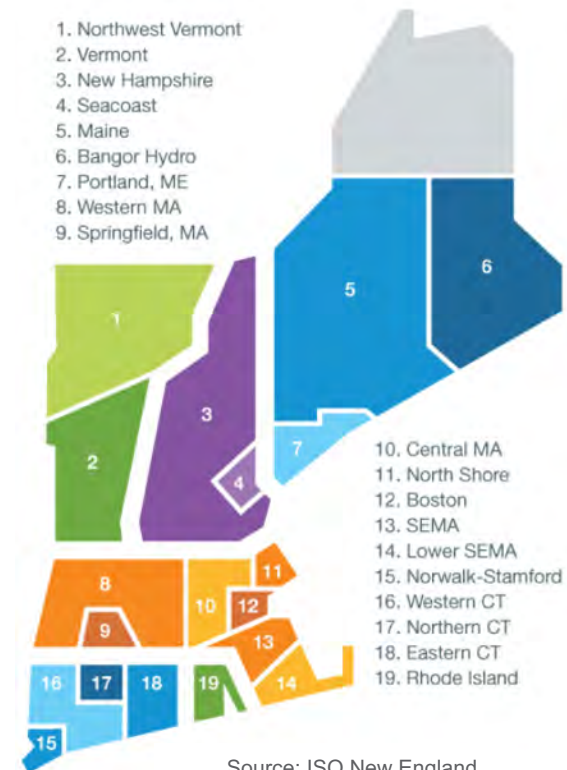 1. Northwest Vermont
2. Vermont
3. New Hampshire
4. Seacoast
5. Maine
6. Bangor Hydro
7. Portland, ME
8. Western MA
9. Springfield, MA
1
2
3
4
5
6
7
10. Central MA
11. North Shore
12. Boston
13. SEMA
14. Lower SEMA
15. Norwalk-Stamford
16. Western CT
17. Northern CT
18. Eastern CT
19. Rhode Island
8
9
10
11
12
13
14
15
16
17
18
19
Source: ISO New England